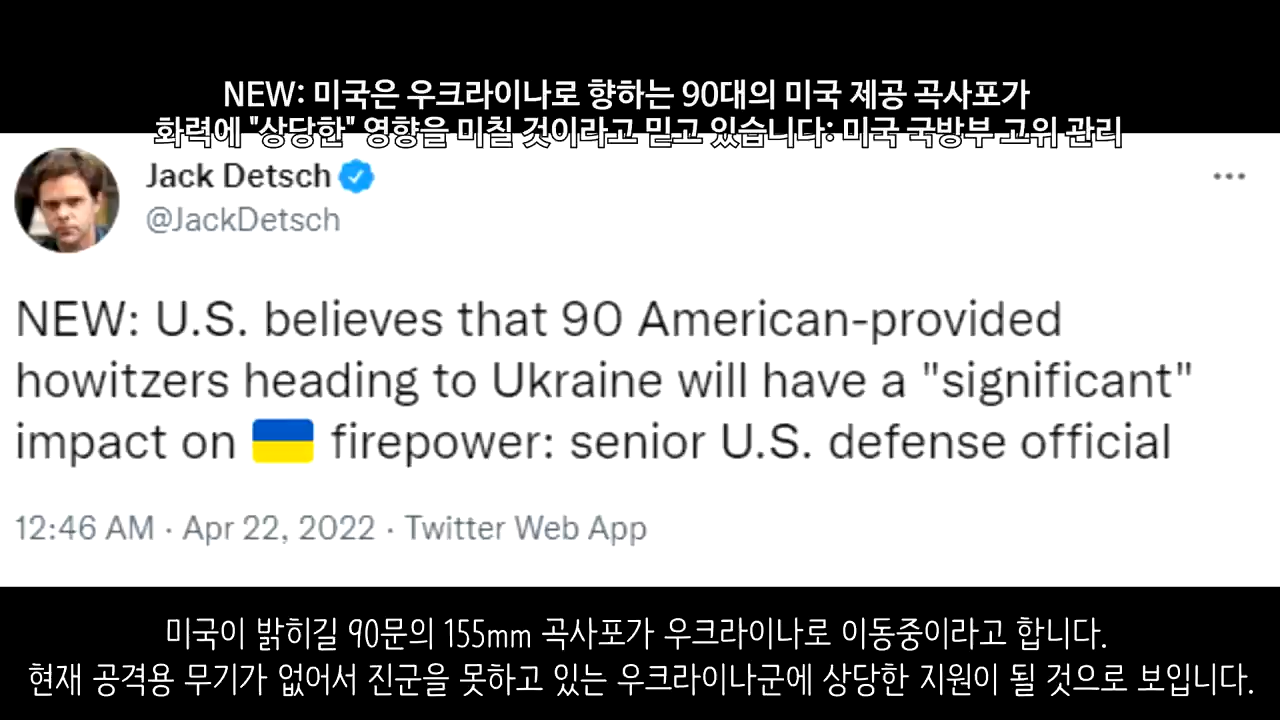 NEW: 미국은 우크라이나로 향하는 90대의 미국 제공 곡사포가
화력에 "상당한" 영향을 미칠 것이라고 믿고 있습니다: 미국 국방부 고위 관리
Jack Detsch
@JackDetsch
NEW: U.S. believes that 90 American-provided
howitzers heading to Ukraine will have a "significant"
impact on 🇺🇦 firepower: senior U.S. defense official
12:46 AM · Apr 22, 2022 · Twitter Web App
미국이 밝히길 90문의 155mm 곡사포가 우크라이나로 이동중이라고 합니다.
현재 공격용 무기가 없어서 진군을 못하고 있는 우크라이나군에 상당한 지원이 될 것으로 보입니다.